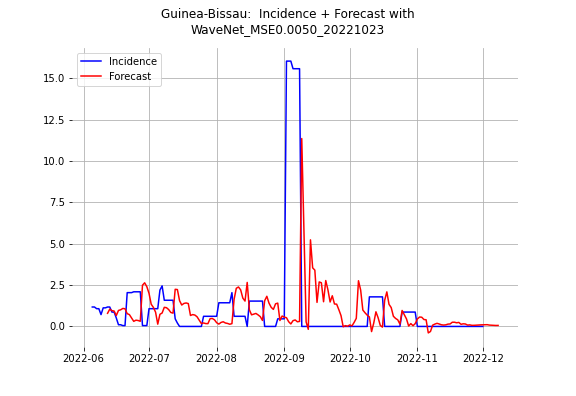 Guinea-Bissau:  Incidence + Forecast with
WaveNet_MSE0.0050_20221023
Incidence
Forecast
15.0
12.5
10.0
7.5
5.0
2.5
0.0
2022-06 2022-07 2022-08 2022-09 2022-10 2022-11 2022-12